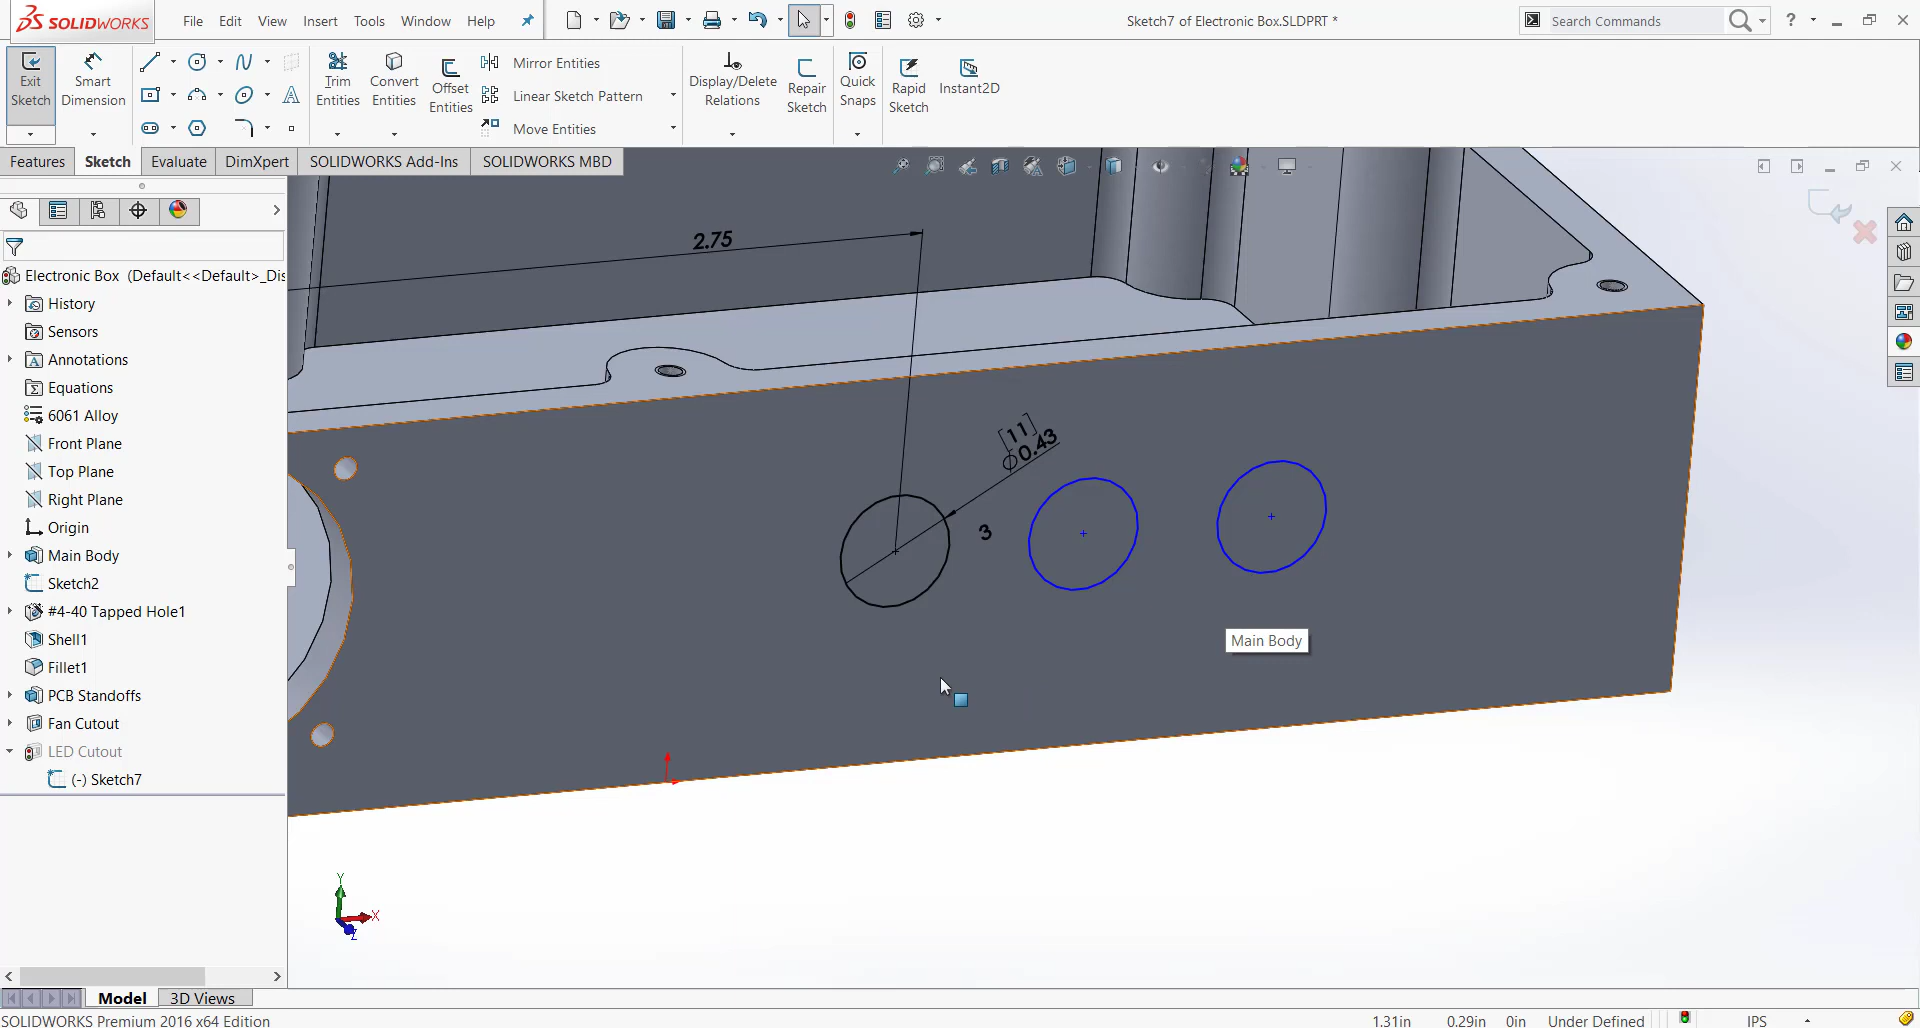 SOLIDWORKS
File Edit View Insert Tools Window Help
Sketch7 of Electronic Box.SLDPRT *
Search Commands
?
Exit Sketch
Smart Dimension
Trim Entities
Convert Entities
Offset Entities
Mirror Entities
Linear Sketch Pattern
Move Entities
Display/Delete Relations
Repair Sketch
Quick Snaps
Rapid Sketch
Instant2D
Features Sketch Evaluate DimXpert SOLIDWORKS Add-Ins SOLIDWORKS MBD
Electronic Box (Default<<Default>_Dis
History
Sensors
Annotations
Equations
6061 Alloy
Front Plane
Top Plane
Right Plane
Origin
Main Body
Sketch2
#4-40 Tapped Hole1
Shell1
Fillet1
PCB Standoffs
Fan Cutout
LED Cutout
(-) Sketch7
2.75
[11]
∅0.43
3
Main Body
Y
X
Z
Model 3D Views
SOLIDWORKS Premium 2016 x64 Edition
1.31in 0.29in 0in Under Defined IPS